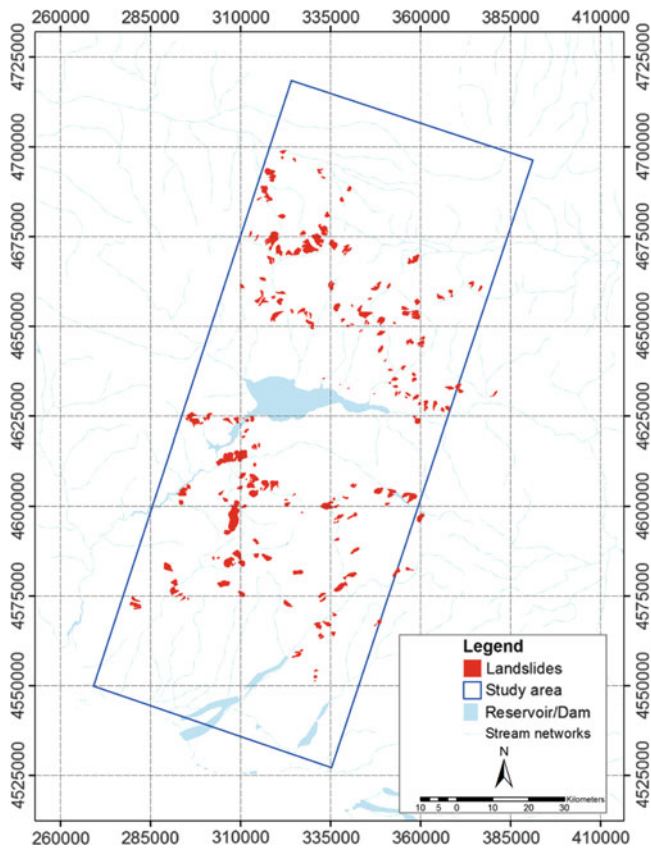 260000 285000 310000 335000 360000 385000 410000
4725000 4725000
4700000 4700000
4675000 4675000
4650000 4650000
4625000 4625000
4600000 4600000
4575000 4575000
4550000 4550000
4525000 4525000
Legend
Landslides
Study area
Reservoir/Dam
Stream networks
N
10 5 0 10 20 30 Kilometers
260000 285000 310000 335000 360000 385000 410000